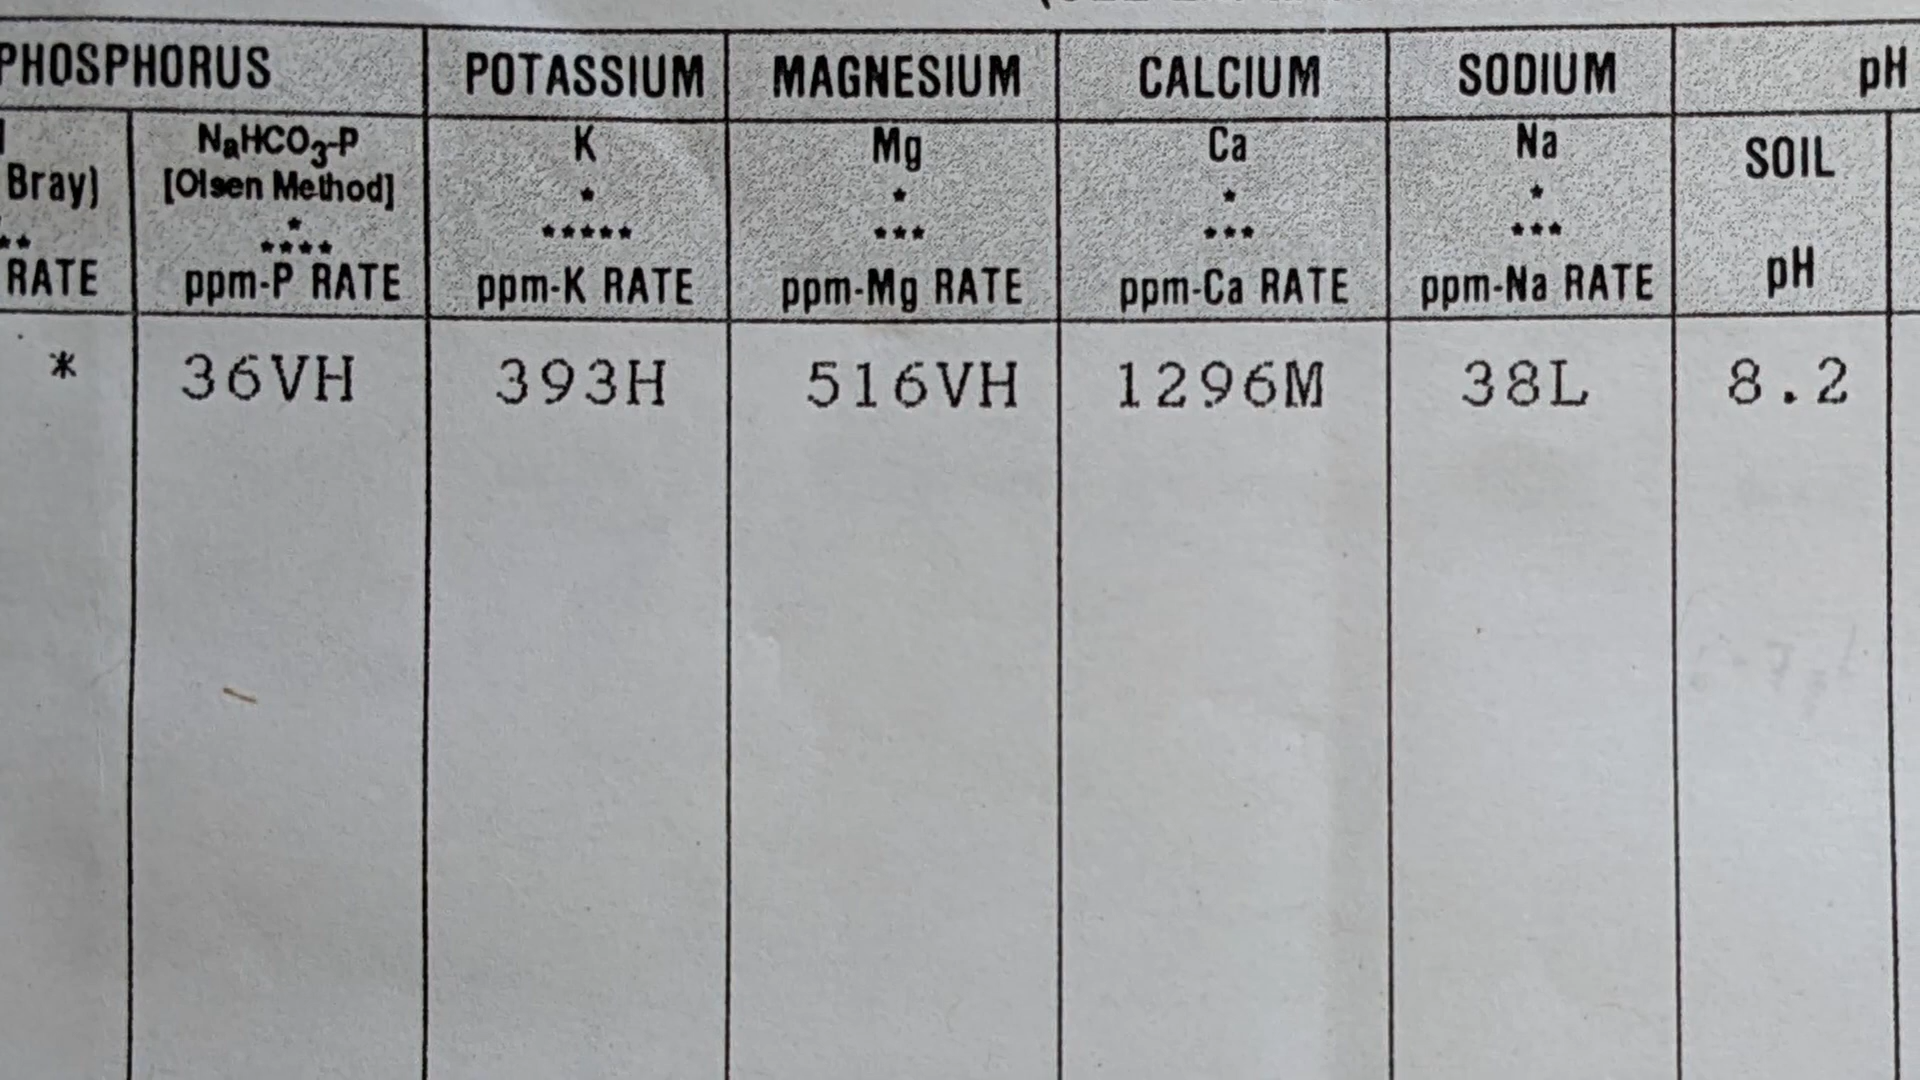 PHOSPHORUS POTASSIUM MAGNESIUM CALCIUM SODIUM pH
Bray) NaHCO3-P K Mg Ca Na SOIL
[Olsen Method] * * * * pH
** * ***** *** *** ***
****
RATE ppm-P RATE ppm-K RATE ppm-Mg RATE ppm-Ca RATE ppm-Na RATE
* 36VH 393H 516VH 1296M 38L 8.2